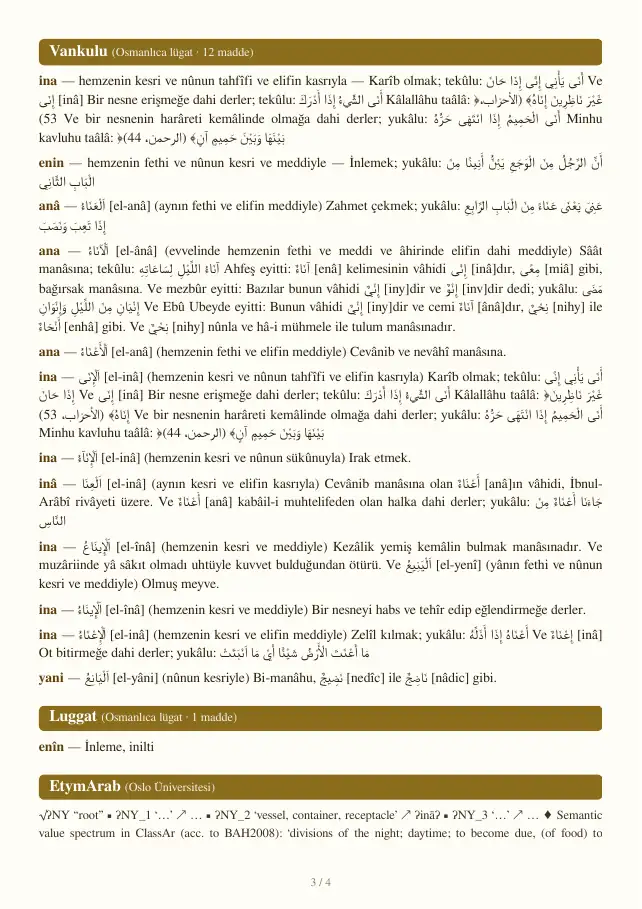 Vankulu (Osmanlıca lügat · 12 madde)
ina — hemzenin kesri ve nûnun tahfîfi ve elifin kasrıyla — Karîb olmak; tekûlu: أَنَى يَأْنِي إِنًى إِذَا حَانَ Ve
إِنًى [inâ] Bir nesne erişmeğe dahi derler; tekûlu: أَنَى الشَّيْءُ إِذَا أَدْرَكَ Kâlallâhu taâlâ: ﴿غَيْرَ نَاظِرِينَ إِنَاهُ﴾ (الأحزاب،
53) Ve bir nesnenin harâreti kemâlinde olmağa dahi derler; yukâlu: أَنَى الْحَمِيمُ إِذَا انْتَهَى حَرُّهُ Minhu
kavluhu taâlâ: ﴿بَيْنَهَا وَبَيْنَ حَمِيمٍ آنٍ﴾ (الرحمن، 44)
enin — hemzenin fethi ve nûnun kesri ve meddiyle — İnlemek; yukâlu: أَنَّ الرَّجُلُ مِنَ الْوَجَعِ يَئِنُّ أَنِينًا مِنَ
الْبَابِ الثَّانِي
anâ — اَلْعَنَاءُ [el-anâ] (aynın fethi ve elifin meddiyle) Zahmet çekmek; yukâlu: عَنِيَ يَعْنَى عَنَاءً مِنَ الْبَابِ الرَّابِعِ
إِذَا تَعِبَ وَنَصَبَ
ana — اَلْآنَاءُ [el-ânâ] (evvelinde hemzenin fethi ve meddi ve âhirinde elifin dahi meddiyle) Sâât
manâsına; tekûlu: آنَاءُ اللَّيْلِ لِسَاعَاتِهِ Ahfeş eyitti: آنَاءٌ [enâ] kelimesinin vâhidi إِنًى [inâ]dır, مِعًى [miâ] gibi,
bağırsak manâsına. Ve mezbûr eyitti: Bazılar bunun vâhidi إِنْيٌ [iny]dir ve إِنْوٌ [inv]dir dedi; yukâlu: مَضَى
إِنْيَانِ مِنَ اللَّيْلِ وَإِنْوَانِ Ve Ebû Ubeyde eyitti: Bunun vâhidi إِنْيٌ [iny]dir ve cemi آنَاءٌ [ânâ]dır, نِحْيٌ [nihy] ile
أَنْحَاءٌ [enhâ] gibi. Ve نِحْيٌ [nihy] nûnla ve hâ-i mühmele ile tulum manâsınadır.
ana — اَلْأَعْنَاءُ [el-anâ] (hemzenin fethi ve elifin meddiyle) Cevânib ve nevâhî manâsına.
ina — اَلْإِنَى [el-inâ] (hemzenin kesri ve nûnun tahfîfi ve elifin kasrıyla) Karîb olmak; tekûlu: أَنَى يَأْنِي إِنًى
إِذَا حَانَ Ve إِنًى [inâ] Bir nesne erişmeğe dahi derler; tekûlu: أَنَى الشَّيْءُ إِذَا أَدْرَكَ Kâlallâhu taâlâ: ﴿غَيْرَ نَاظِرِينَ
إِنَاهُ﴾ (الأحزاب، 53) Ve bir nesnenin harâreti kemâlinde olmağa dahi derler; yukâlu: أَنَى الْحَمِيمُ إِذَا انْتَهَى حَرُّهُ
Minhu kavluhu taâlâ: ﴿بَيْنَهَا وَبَيْنَ حَمِيمٍ آنٍ﴾ (الرحمن، 44)
ina — [el-inâ] (hemzenin kesri ve nûnun sükûnuyla) Irak etmek.
inâ — اَلْعِنَا [el-inâ] (aynın kesri ve elifin kasrıyla) Cevânib manâsına olan أَعْنَاءٌ [anâ]ın vâhidi, İbnul-
Arâbî rivâyeti üzere. Ve أَعْنَاءٌ [anâ] kabâil-i muhtelifeden olan halka dahi derler; yukâlu: جَاءَنَا أَعْنَاءٌ مِنَ
النَّاسِ
ina — اَلْإِينَاعُ [el-înâ] (hemzenin kesri ve meddiyle) Kezâlik yemiş kemâlin bulmak manâsınadır. Ve
muzâriinde yâ sâkıt olmadı uhtüyle kuvvet bulduğundan ötürü. Ve اَلْيَنِيعُ [el-yenî] (yânın fethi ve nûnun
kesri ve meddiyle) Olmuş meyve.
ina — اَلْإِينَاءُ [el-înâ] (hemzenin kesri ve meddiyle) Bir nesneyi habs ve tehîr edip eğlendirmeğe derler.
ina — اَلْإِعْنَاءُ [el-inâ] (hemzenin kesri ve elifin meddiyle) Zelîl kılmak; yukâlu: أَعْنَاهُ إِذَا أَذَلَّهُ Ve إِعْنَاءٌ [inâ]
Ot bitirmeğe dahi derler; yukâlu: مَا أَعْنَتِ الْأَرْضُ شَيْئًا أَيْ مَا أَنْبَتَتْ
yani — اَلْيَانِعُ [el-yâni] (nûnun kesriyle) Bi-manâhu, نَضِيجٌ [nedîc] ile نَاضِجٌ [nâdic] gibi.
Luggat (Osmanlıca lügat · 1 madde)
enîn — İnleme, inilti
EtymArab (Oslo Üniversitesi)
√ʔNY “root” ▪ ʔNY_1 ‘…’ ↗ … ▪ ʔNY_2 ‘vessel, container, receptacle’ ↗ ʔināʔ ▪ ʔNY_3 ‘…’ ↗ … ♦ Semantic
value spectrum in ClassAr (acc. to BAH2008): ‘divisions of the night; daytime; to become due, (of food) to
3 / 4